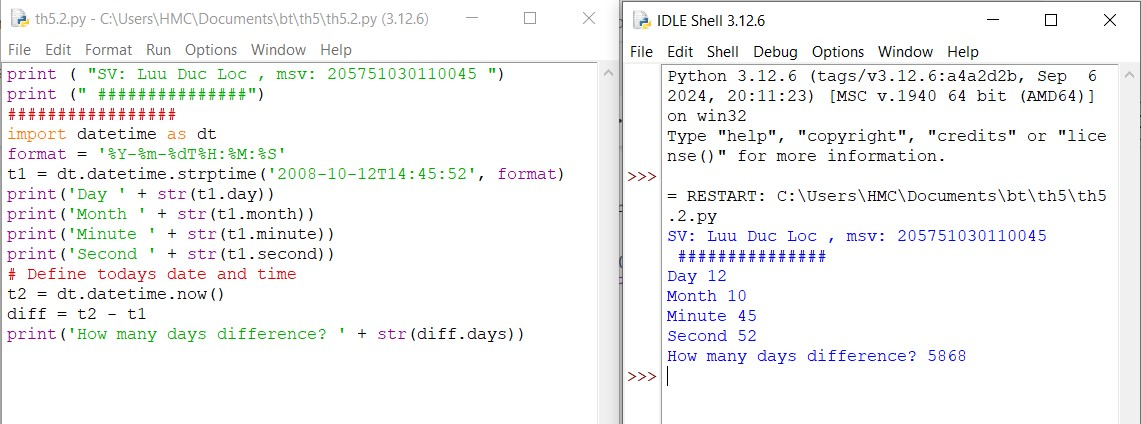 th5.2.py - C:\Users\HMC\Documents\bt\th5\th5.2.py (3.12.6)
File Edit Format Run Options Window Help
print ( "SV: Luu Duc Loc , msv: 205751030110045 ")
print (" ###############")
#################
import datetime as dt
format = '%Y-%m-%dT%H:%M:%S'
t1 = dt.datetime.strptime('2008-10-12T14:45:52', format)
print('Day ' + str(t1.day))
print('Month ' + str(t1.month))
print('Minute ' + str(t1.minute))
print('Second ' + str(t1.second))
# Define todays date and time
t2 = dt.datetime.now()
diff = t2 - t1
print('How many days difference? ' + str(diff.days))
IDLE Shell 3.12.6
File Edit Shell Debug Options Window Help
Python 3.12.6 (tags/v3.12.6:a4a2d2b, Sep  6
2024, 20:11:23) [MSC v.1940 64 bit (AMD64)]
on win32
Type "help", "copyright", "credits" or "lice
nse()" for more information.
>>>
= RESTART: C:\Users\HMC\Documents\bt\th5\th5
.2.py
SV: Luu Duc Loc , msv: 205751030110045
###############
Day 12
Month 10
Minute 45
Second 52
How many days difference? 5868
>>>